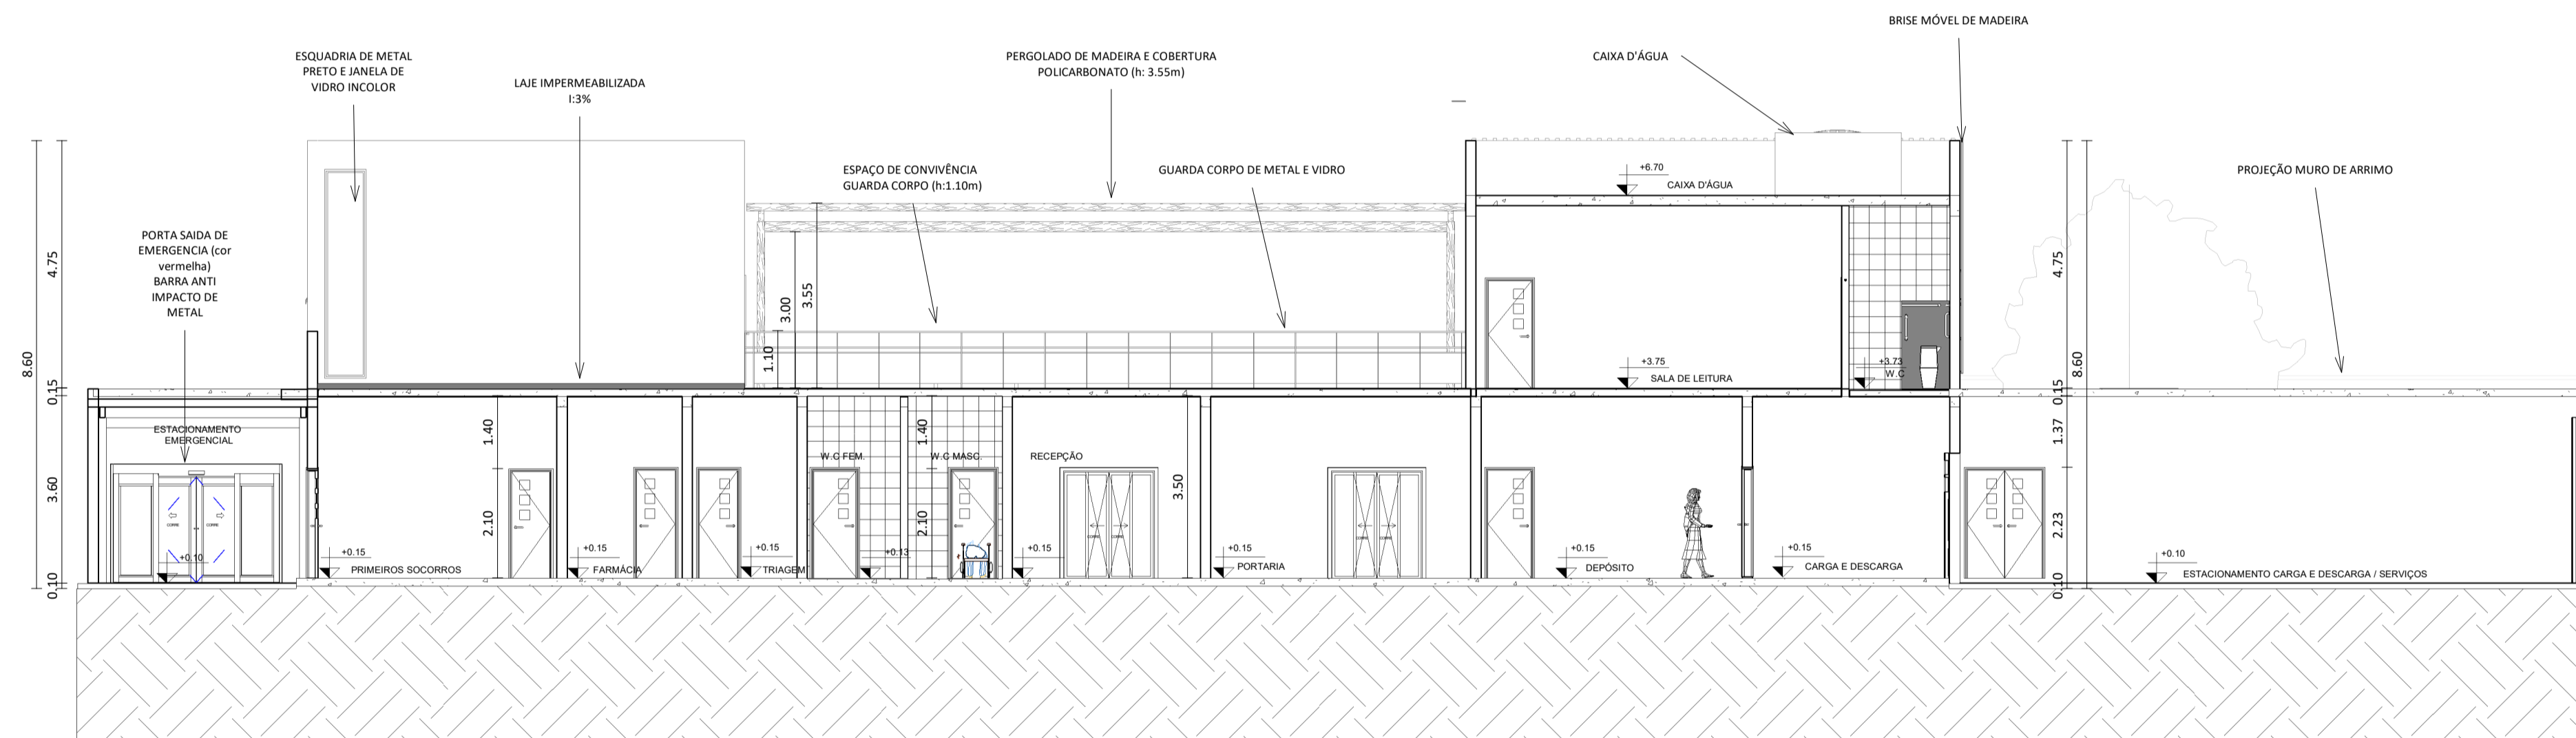 BRISE MÓVEL DE MADEIRA
ESQUADRIA DE METAL
PRETO E JANELA DE
VIDRO INCOLOR
LAJE IMPERMEABILIZADA
I:3%
PERGOLADO DE MADEIRA E COBERTURA
POLICARBONATO (h: 3.55m)
CAIXA D'ÁGUA
ESPAÇO DE CONVIVÊNCIA
GUARDA CORPO (h:1.10m)
GUARDA CORPO DE METAL E VIDRO
+6.70
CAIXA D'ÁGUA
PROJEÇÃO MURO DE ARRIMO
PORTA SAIDA DE
EMERGENCIA (cor
vermelha)
BARRA ANTI
IMPACTO DE
METAL
8.60
4.75
0.15
3.60
0.10
3.00
3.55
1.10
+3.75
SALA DE LEITURA
+3.73
W.C
4.75
8.60
0.15
1.37
2.23
0.10
ESTACIONAMENTO
EMERGENCIAL
1.40
2.10
W.C FEM.
1.40
2.10
W.C MASC.
RECEPÇÃO
3.50
CORRE
CORRE
CORRE
CORRE
CORRE
CORRE
+0.10
+0.15
PRIMEIROS SOCORROS
+0.15
FARMÁCIA
+0.15
TRIAGEM
+0.13
+0.15
+0.15
PORTARIA
+0.15
DEPÓSITO
+0.15
CARGA E DESCARGA
+0.10
ESTACIONAMENTO CARGA E DESCARGA / SERVIÇOS